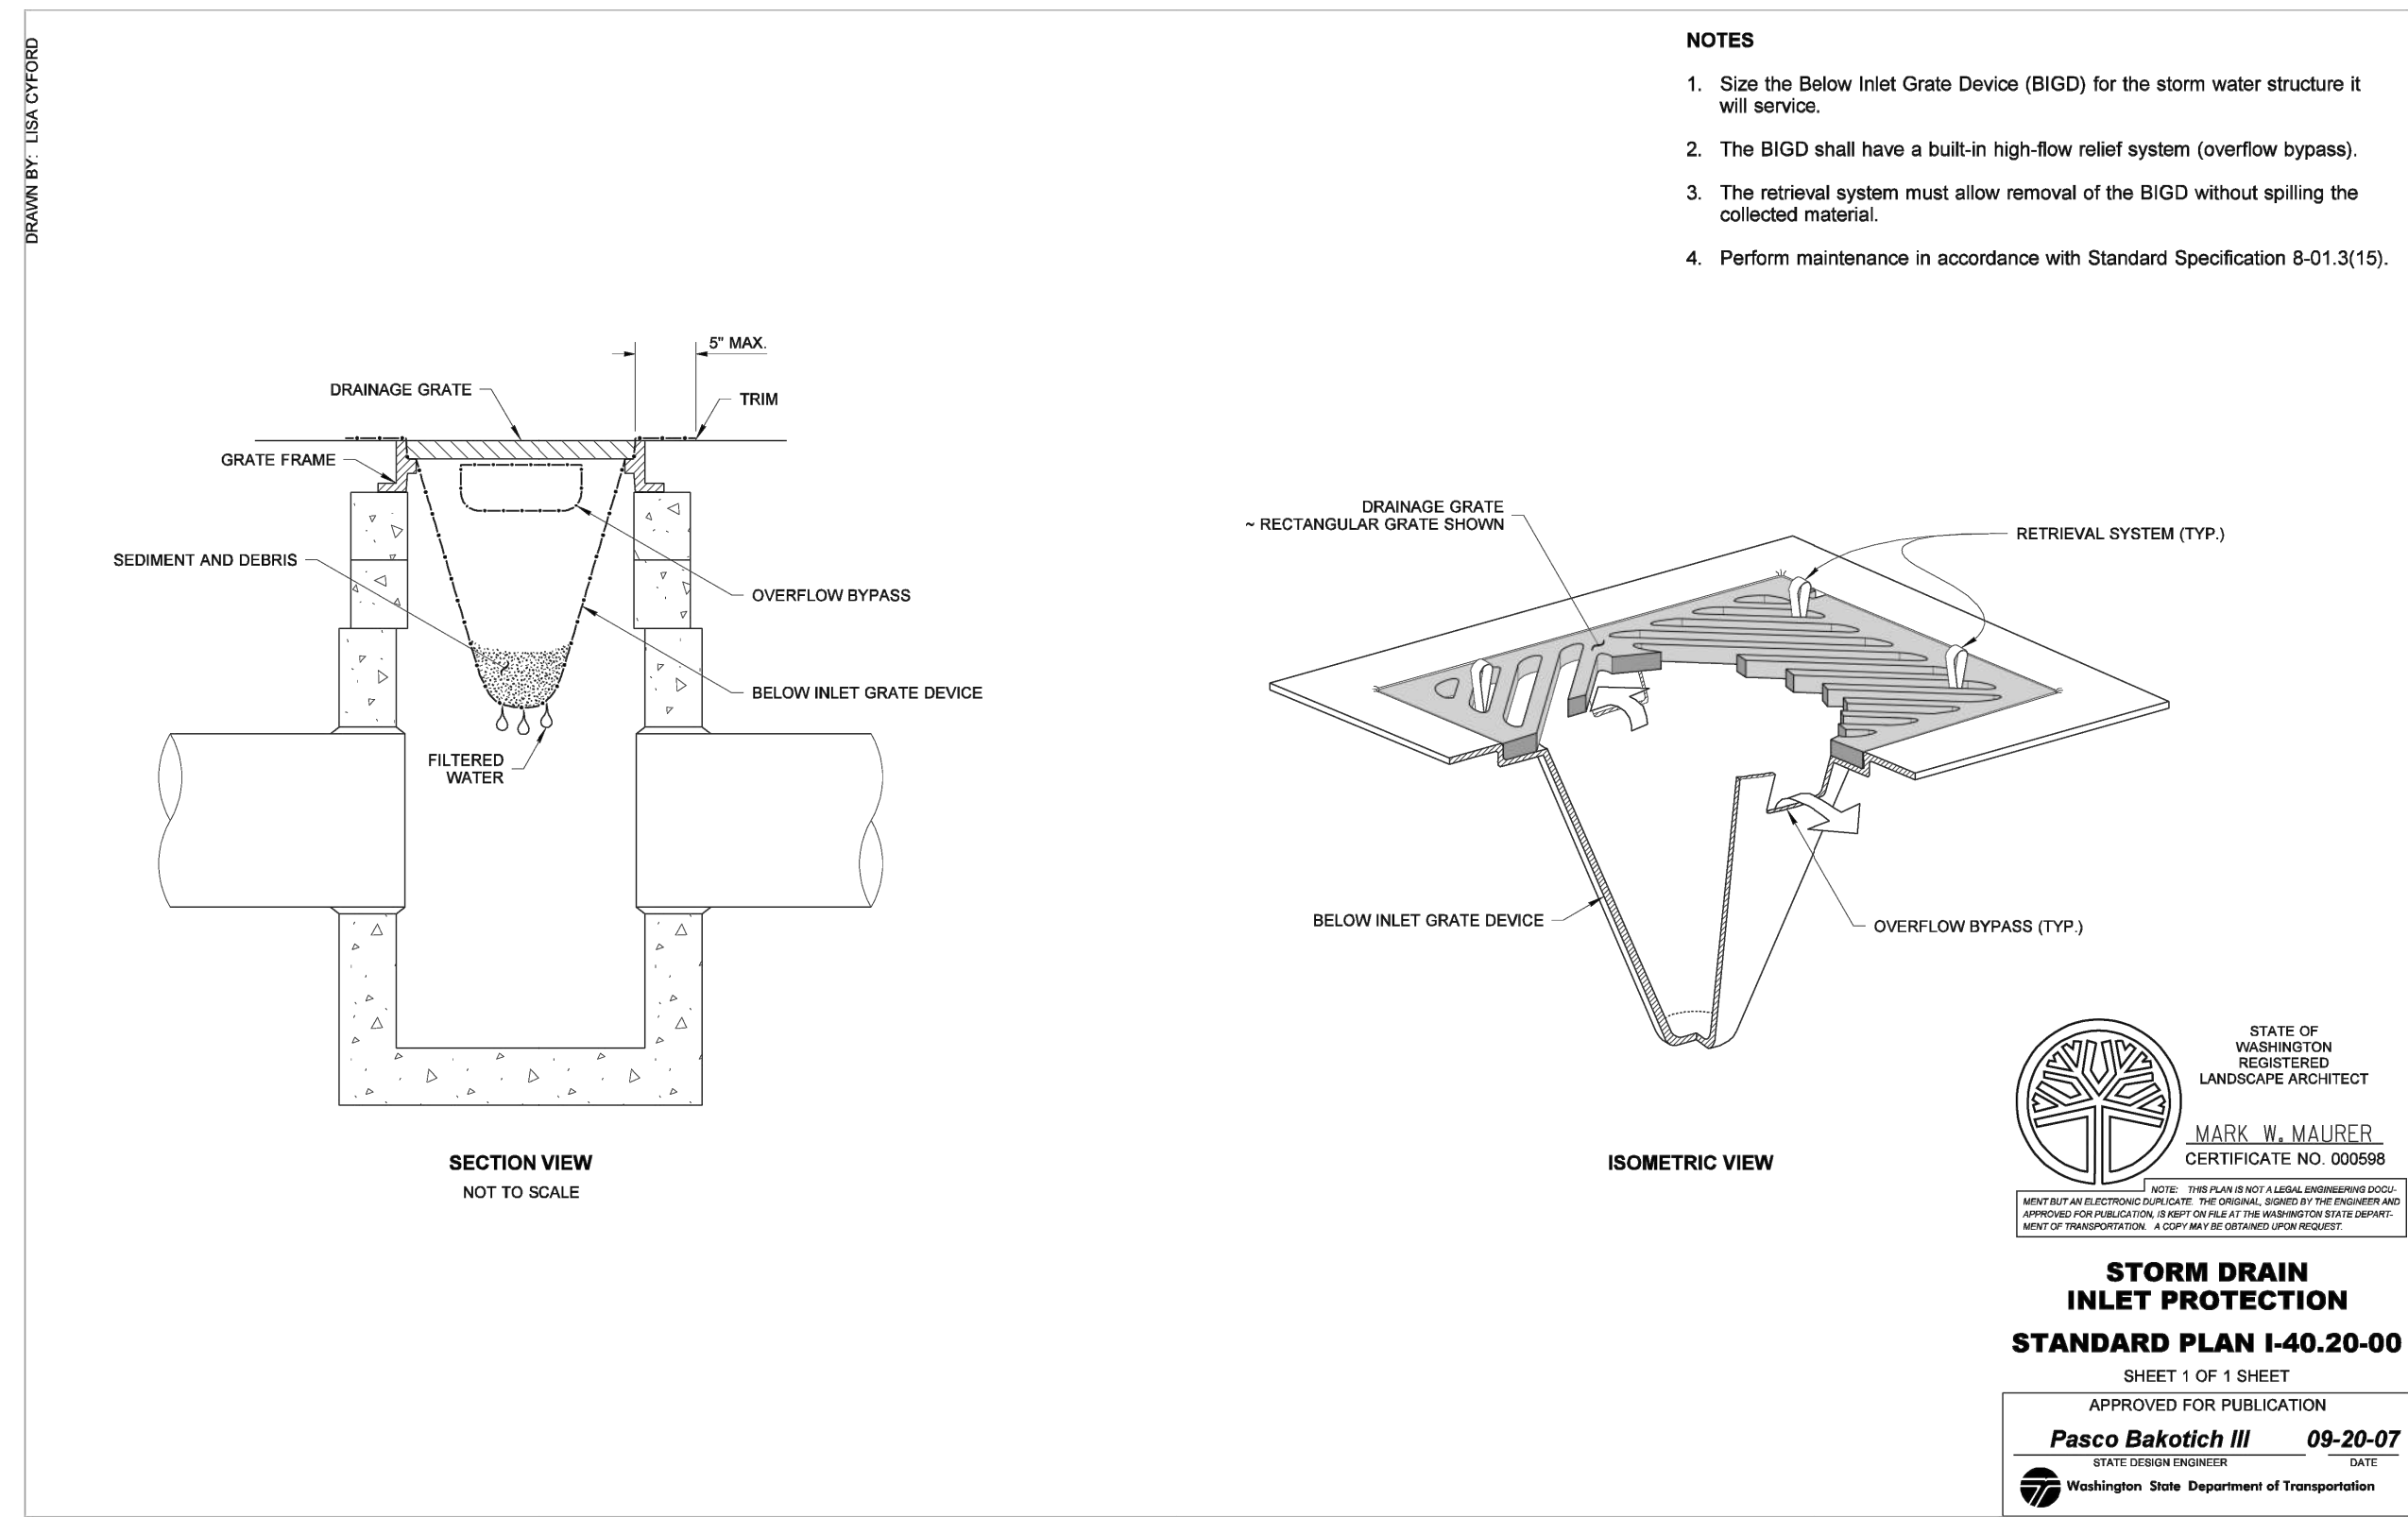 DRAWN BY: LISA CYFORD
NOTES
1. Size the Below Inlet Grate Device (BIGD) for the storm water structure it
will service.
2. The BIGD shall have a built-in high-flow relief system (overflow bypass).
3. The retrieval system must allow removal of the BIGD without spilling the
collected material.
4. Perform maintenance in accordance with Standard Specification 8-01.3(15).
5" MAX.
DRAINAGE GRATE
TRIM
GRATE FRAME
SEDIMENT AND DEBRIS
OVERFLOW BYPASS
BELOW INLET GRATE DEVICE
FILTERED
WATER
SECTION VIEW
NOT TO SCALE
DRAINAGE GRATE
~ RECTANGULAR GRATE SHOWN
RETRIEVAL SYSTEM (TYP.)
BELOW INLET GRATE DEVICE
OVERFLOW BYPASS (TYP.)
ISOMETRIC VIEW
STATE OF
WASHINGTON
REGISTERED
LANDSCAPE ARCHITECT
MARK W. MAURER
CERTIFICATE NO. 000598
NOTE: THIS PLAN IS NOT A LEGAL ENGINEERING DOCU-
MENT BUT AN ELECTRONIC DUPLICATE. THE ORIGINAL, SIGNED BY THE ENGINEER AND
APPROVED FOR PUBLICATION, IS KEPT ON FILE AT THE WASHINGTON STATE DEPART-
MENT OF TRANSPORTATION. A COPY MAY BE OBTAINED UPON REQUEST.
STORM DRAIN
INLET PROTECTION
STANDARD PLAN I-40.20-00
SHEET 1 OF 1 SHEET
APPROVED FOR PUBLICATION
Pasco Bakotich III 09-20-07
STATE DESIGN ENGINEER DATE
Washington State Department of Transportation